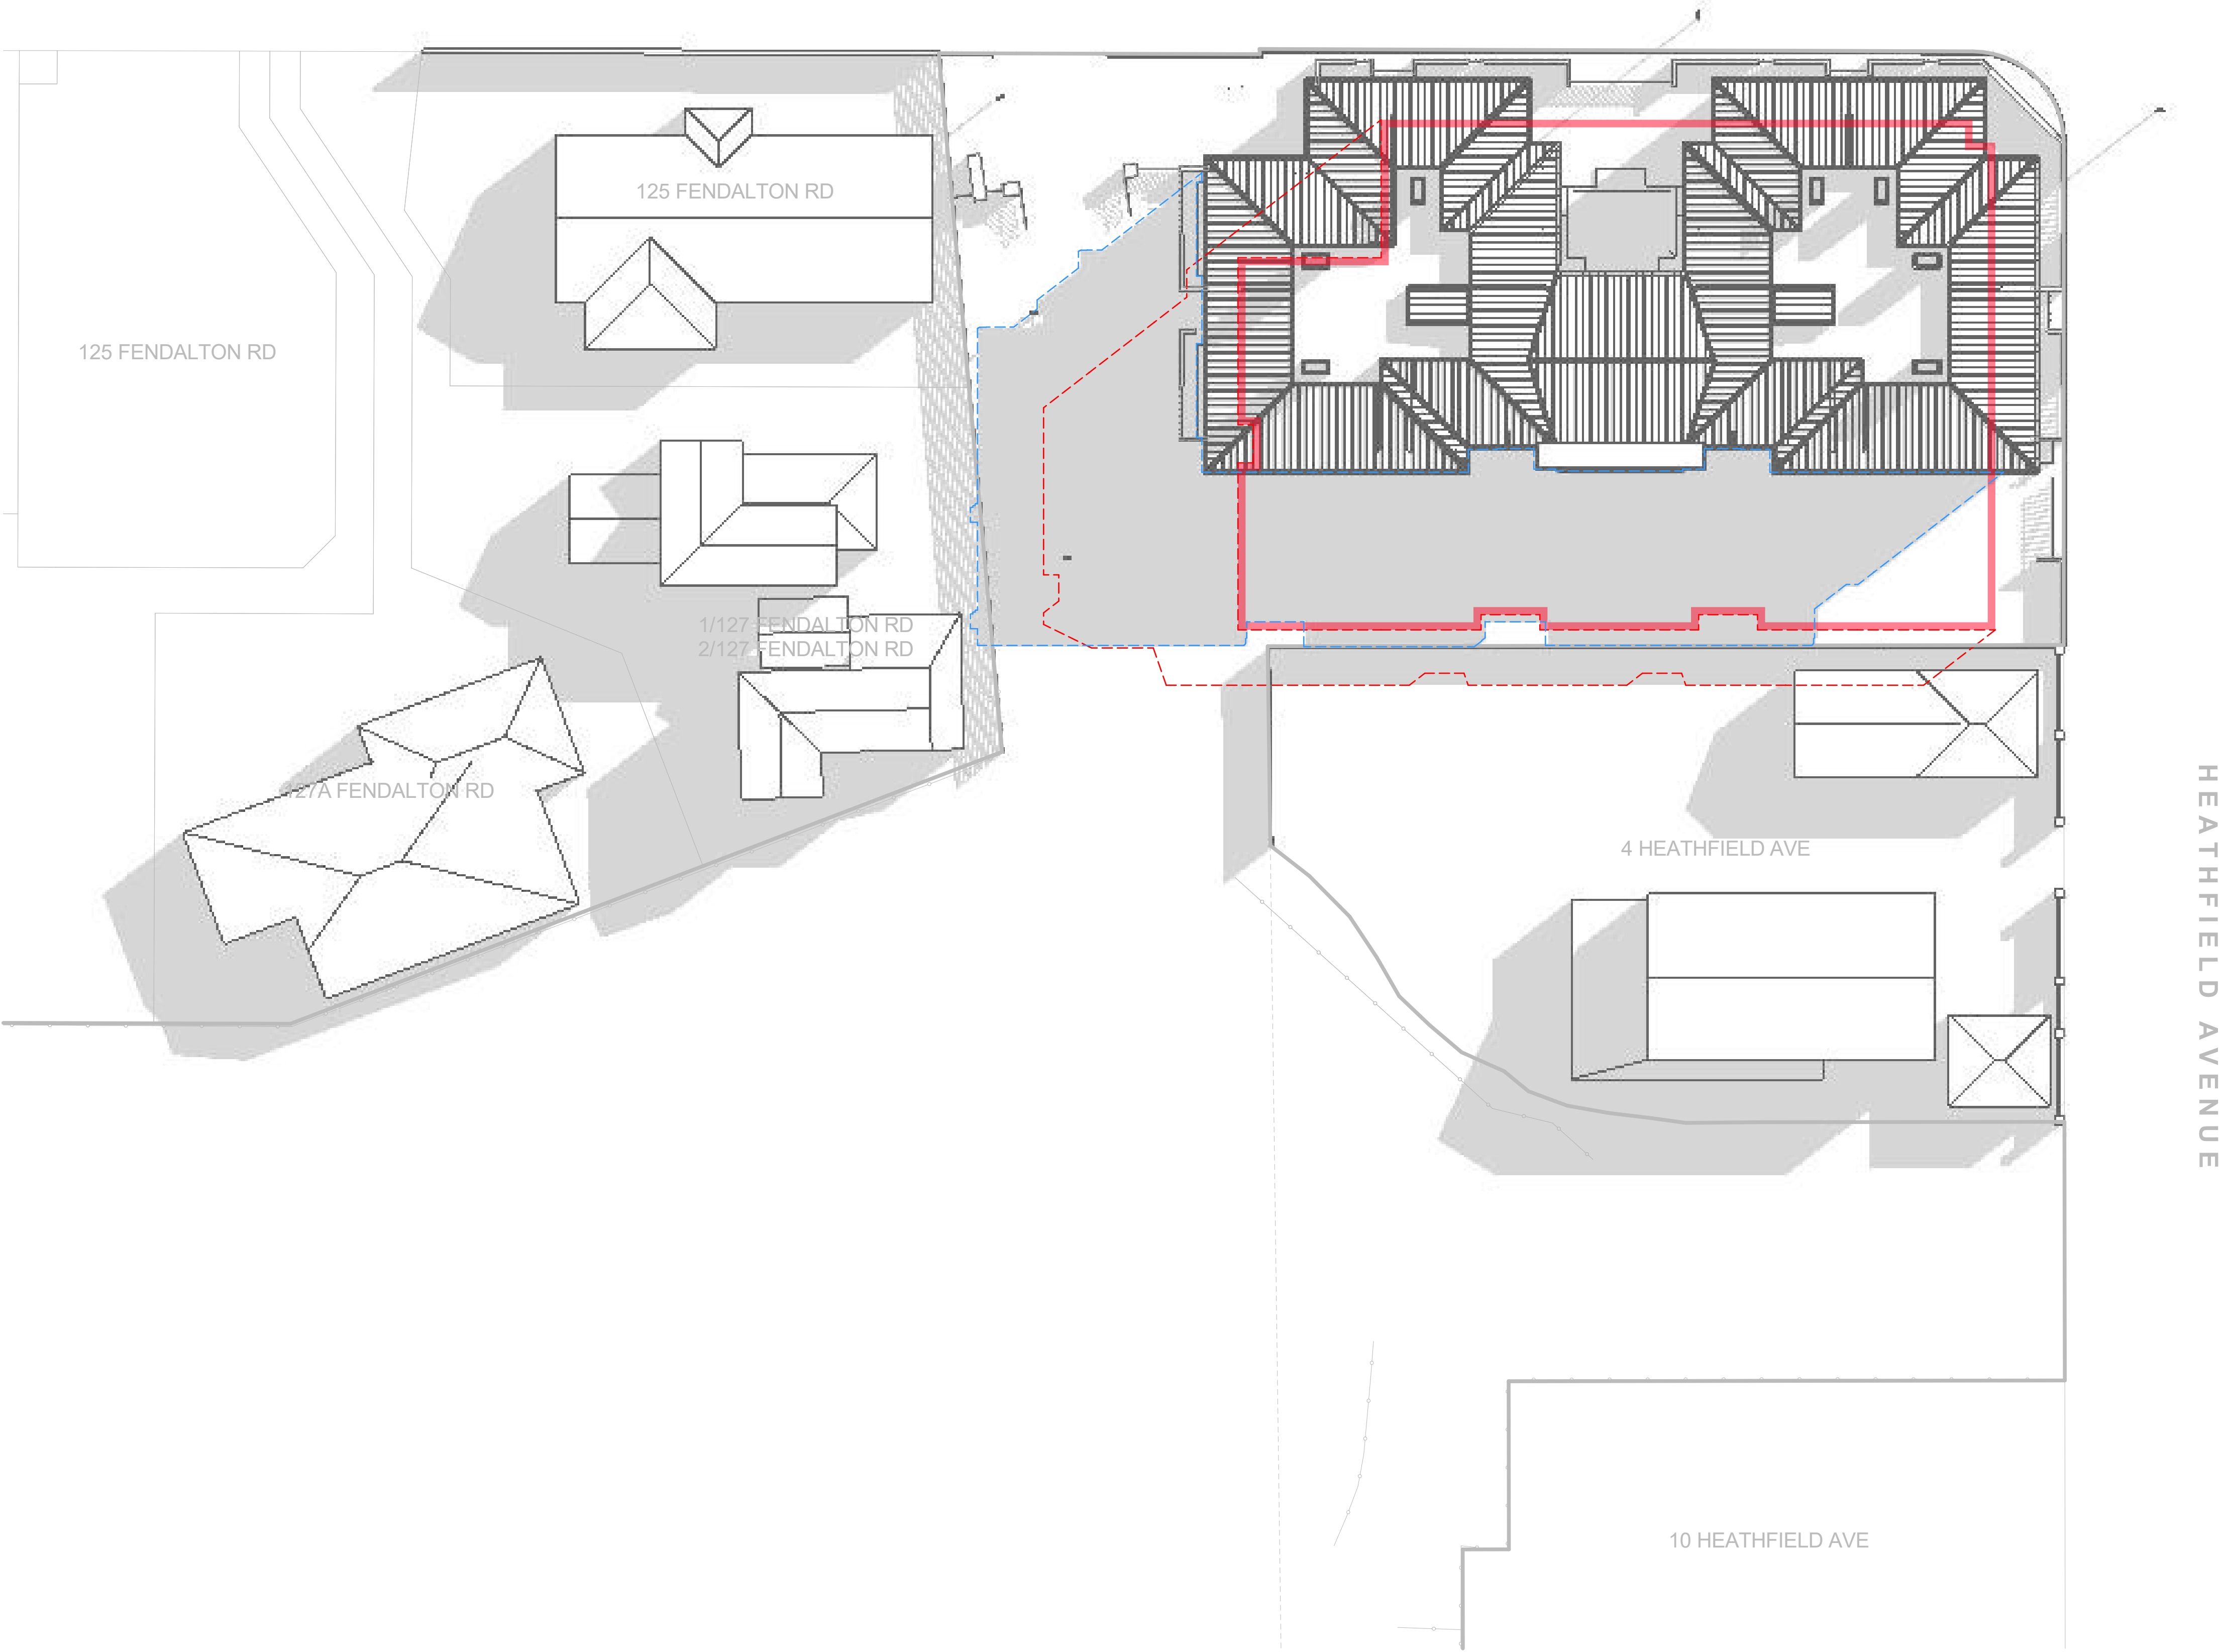 125 FENDALTON RD
125 FENDALTON RD
1/127 FENDALTON RD
2/127 FENDALTON RD
127A FENDALTON RD
4 HEATHFIELD AVE
HEATHFIELD AVENUE
10 HEATHFIELD AVE